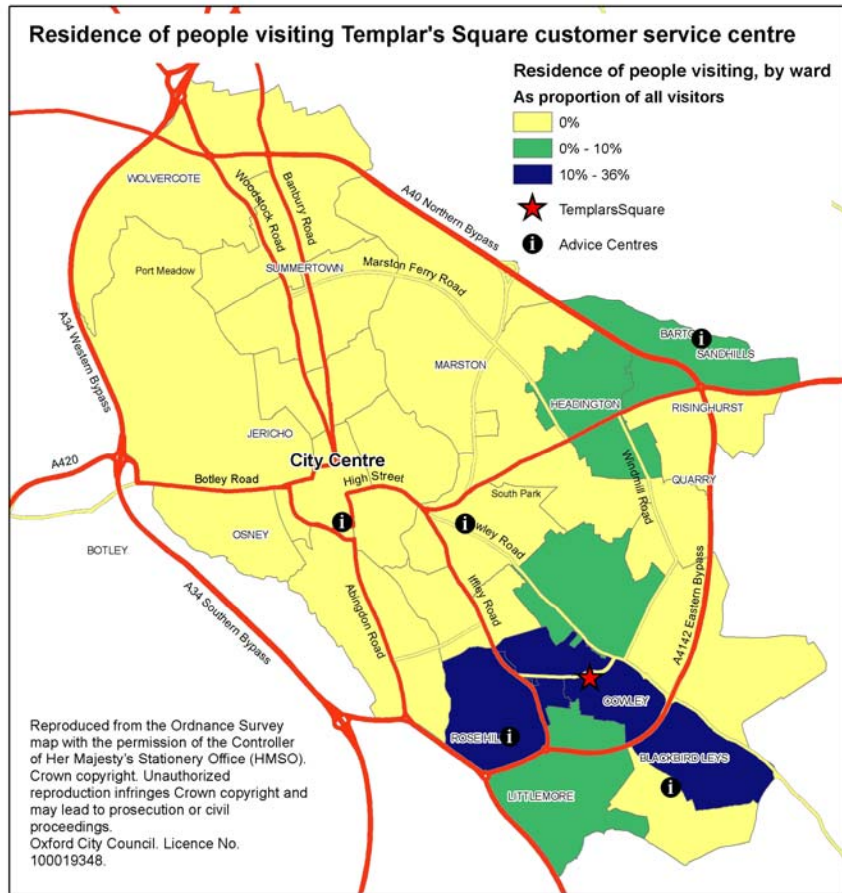 Residence of people visiting Templar's Square customer service centre
Residence of people visiting, by ward
As proportion of all visitors
0%
0% - 10%
10% - 36%
TemplarsSquare
i Advice Centres
WOLVERCOTE
Woodstock Road
Banbury Road
A40 Northern Bypass
Port Meadow
SUMMERTOWN
Marston Ferry Road
A34 Western Bypass
MARSTON
i
SANDHILLS
HEADINGTON
RISINGHURST
JERICHO
City Centre
A420
Botley Road
High Street
Windmill Road
QUARRY
South Park
OSNEY
i
i
wley Road
BOTLEY
A34 Southern Bypass
Abingdon Road
Iffley Road
A4142 Eastern Bypass
COWLEY
ROSE HIL
i
BLACKBIRD LEYS
i
LITTLEMORE
Reproduced from the Ordnance Survey
map with the permission of the Controller
of Her Majesty's Stationery Office (HMSO).
Crown copyright. Unauthorized
reproduction infringes Crown copyright and
may lead to prosecution or civil
proceedings.
Oxford City Council. Licence No.
100019348.